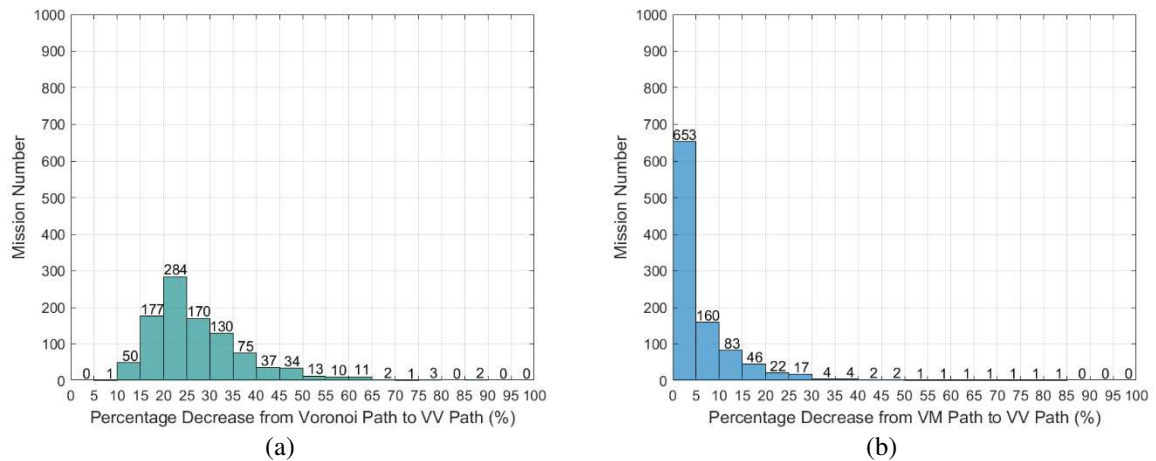 1000
900
800
700
600
500
400
300
200
100
0
Mission Number
0 1 50 177 284 170 130 75 37 34 13 10 11 2 1 3 0 2 0 0
0 5 10 15 20 25 30 35 40 45 50 55 60 65 70 75 80 85 90 95 100
Percentage Decrease from Voronoi Path to VV Path (%)
(a)
1000
900
800
700
600
500
400
300
200
100
0
Mission Number
653 160 83 46 22 17 4 4 2 2 1 1 1 1 1 1 1 0 0 0
0 5 10 15 20 25 30 35 40 45 50 55 60 65 70 75 80 85 90 95 100
Percentage Decrease from VM Path to VV Path (%)
(b)